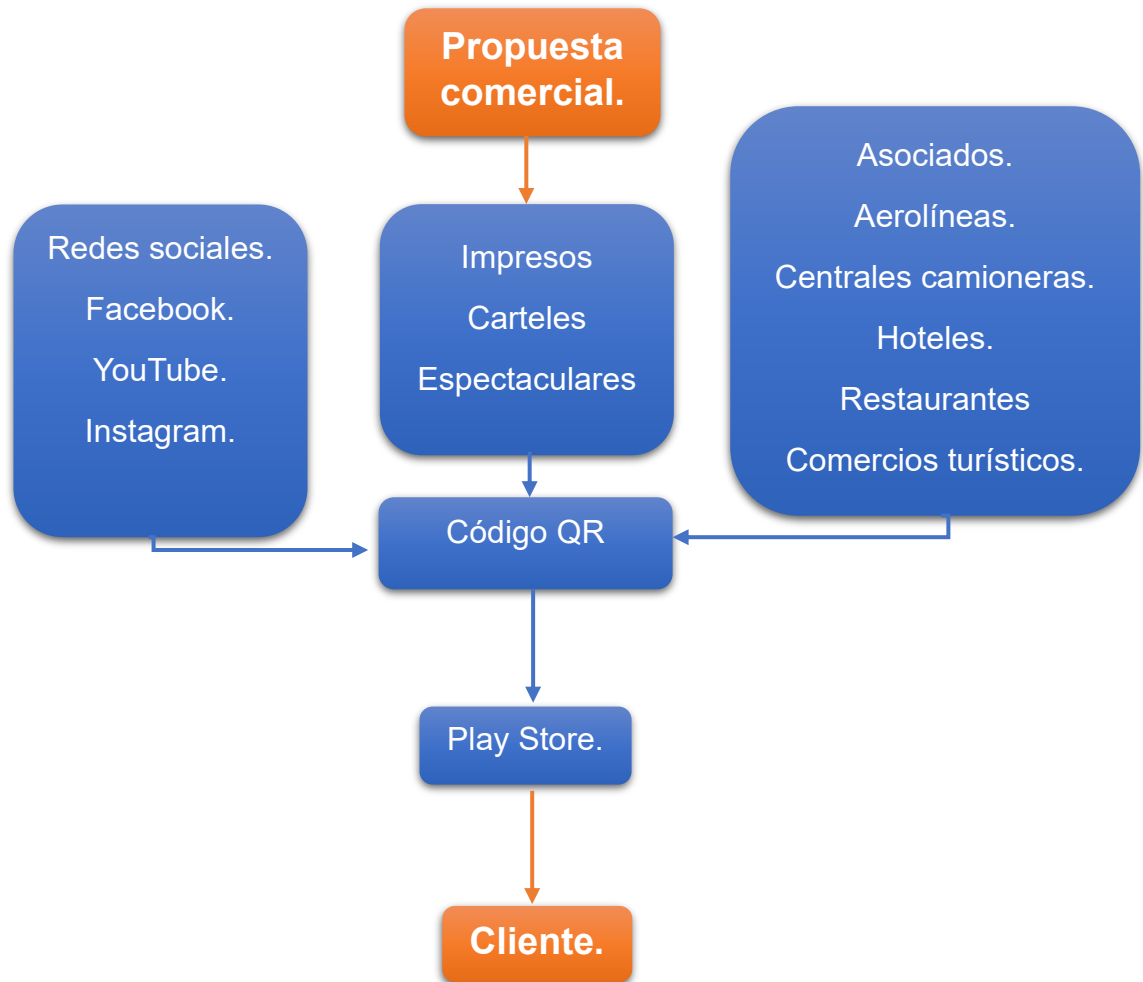 Propuesta
comercial.
Redes sociales.
Facebook.
YouTube.
Instagram.
Impresos
Carteles
Espectaculares
Asociados.
Aerolíneas.
Centrales camioneras.
Hoteles.
Restaurantes
Comercios turísticos.
Código QR
Play Store.
Cliente.